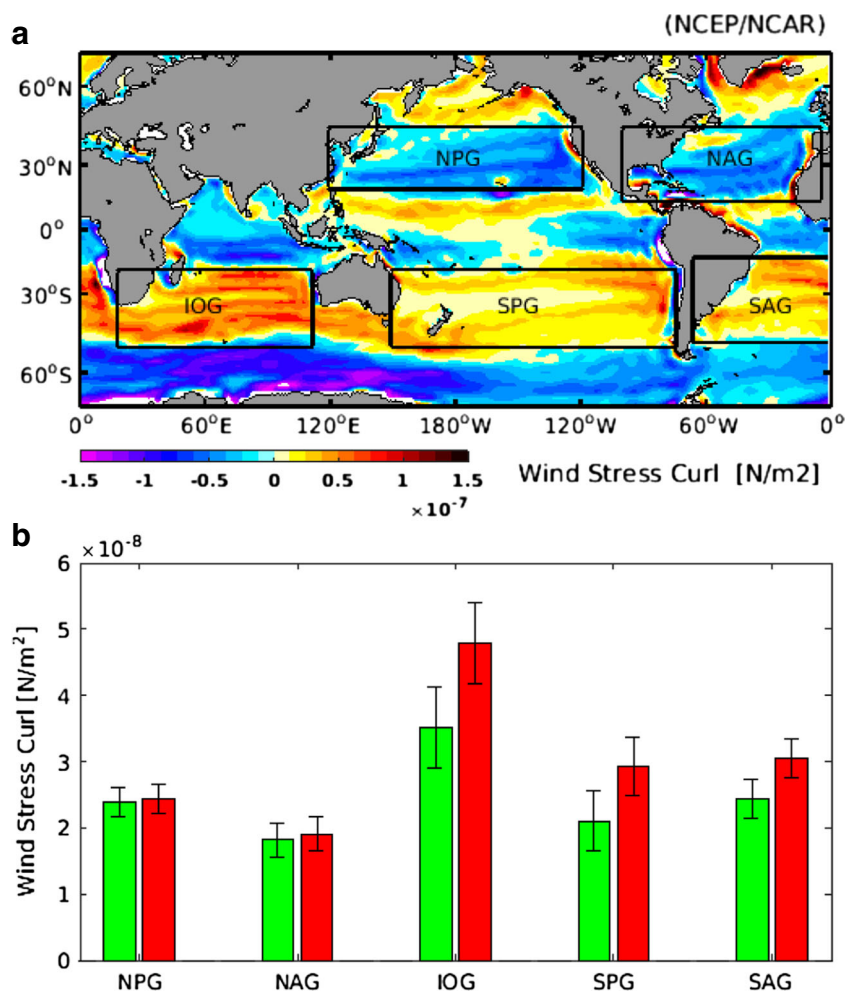 a
(NCEP/NCAR)
60°N
30°N
0°
30°S
60°S
NPG
NAG
IOG
SPG
SAG
0° 60°E 120°E 180°W 120°W 60°W 0°
-1.5 -1 -0.5 0 0.5 1 1.5
×10⁻⁷
Wind Stress Curl [N/m2]
b
×10⁻⁸
6
5
4
3
2
1
0
Wind Stress Curl [N/m²]
NPG NAG IOG SPG SAG